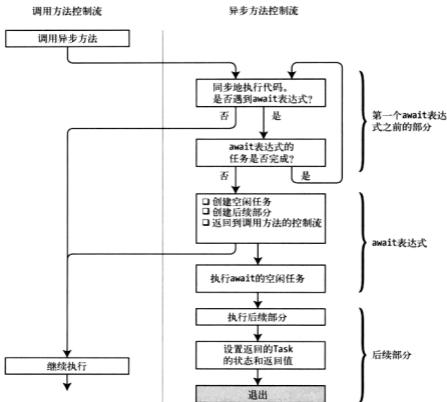 调用方法控制流
异步方法控制流
调用异步方法
同步地执行代码。
是否遇到await表达式?
否
是
await表达式的
任务是否完成?
否
是
第一个await表达
式之前的部分
创建空闲任务
创建后续部分
返回到调用方法的控制流
await表达式
执行await的空闲任务
执行后续部分
设置返回的Task
的状态和返回值
后续部分
继续执行
退出